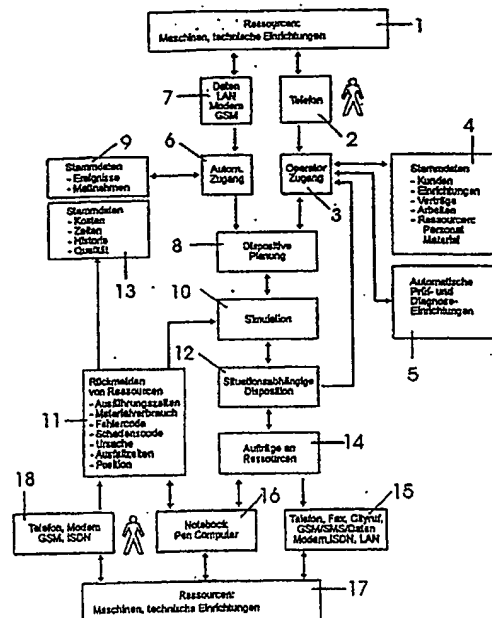 Ressourcen:
Maschinen, technische Einrichtungen
1
7
Daten
LAN
Modem
GSM
Telefon
2
4
9
6
Stammdaten
- Ereignisse
- Maßnahmen
Autom.
Zugang
Operator
Zugang
3
Stammdaten
- Kunden
- Einrichtungen
- Verträge
- Arbeiten
- Ressourcen:
Personal
Material
Stammdaten
- Kosten
- Zeiten
- Historie
- Qualität
13
8
Dispositive
Planung
10
Simulation
Automatische
Prüf- und
Diagnose-
Einrichtungen
5
12
Situationsabhängige
Disposition
11
Rückmelden
von Ressourcen
- Ausführungszeiten
- Materialverbrauch
- Fehlercode
- Schadenscode
- Ursache
- Ausfallzeiten
- Position
Aufträge an
Ressourcen
14
18
16
15
Telefon, Modem
GSM, ISDN
Notebook
Pen Computer
Telefon, Fax, Cityruf,
GSM/SMS/Daten
Modem, ISDN, LAN
Ressourcen:
Maschinen, technische Einrichtungen
17